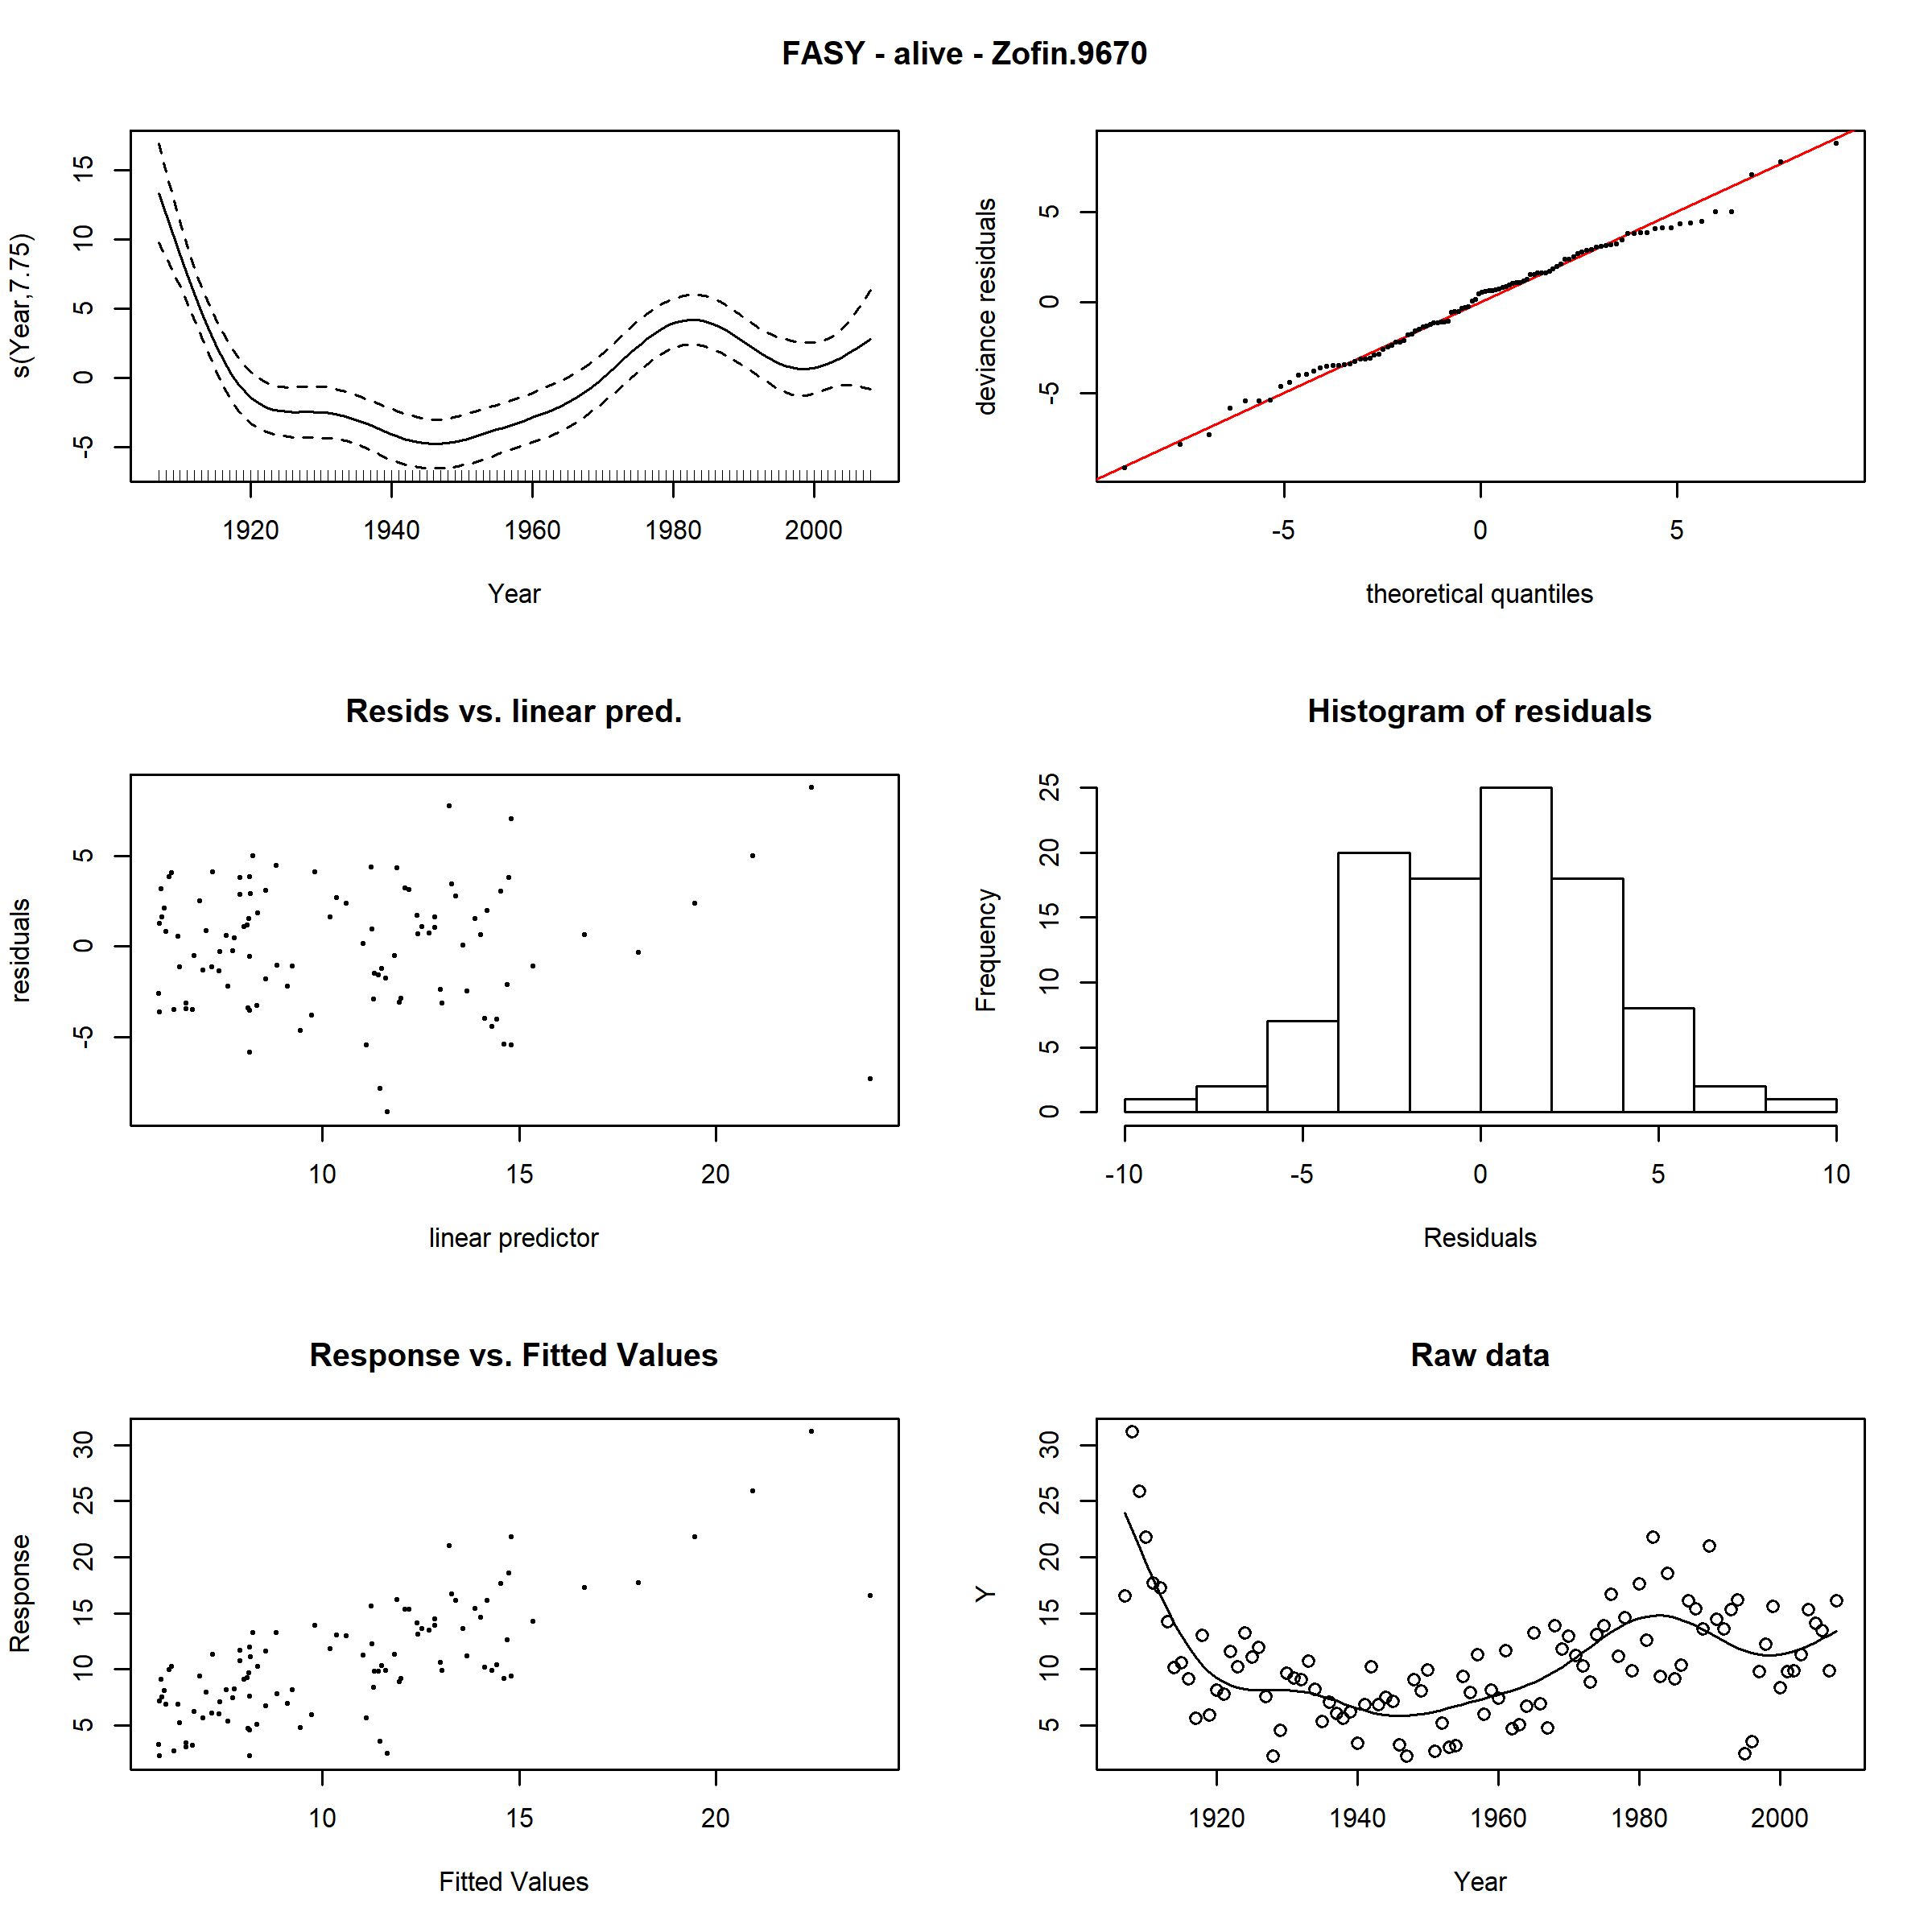 FASY - alive - Zofin.9670
s(Year,7.75)
15
10
5
0
-5
1920 1940 1960 1980 2000
Year
deviance residuals
5
0
-5
-5 0 5
theoretical quantiles
Resids vs. linear pred.
residuals
5
0
-5
10 15 20
linear predictor
Histogram of residuals
Frequency
25
20
15
10
5
0
-10 -5 0 5 10
Residuals
Response vs. Fitted Values
Response
30
25
20
15
10
5
10 15 20
Fitted Values
Raw data
Y
30
25
20
15
10
5
1920 1940 1960 1980 2000
Year